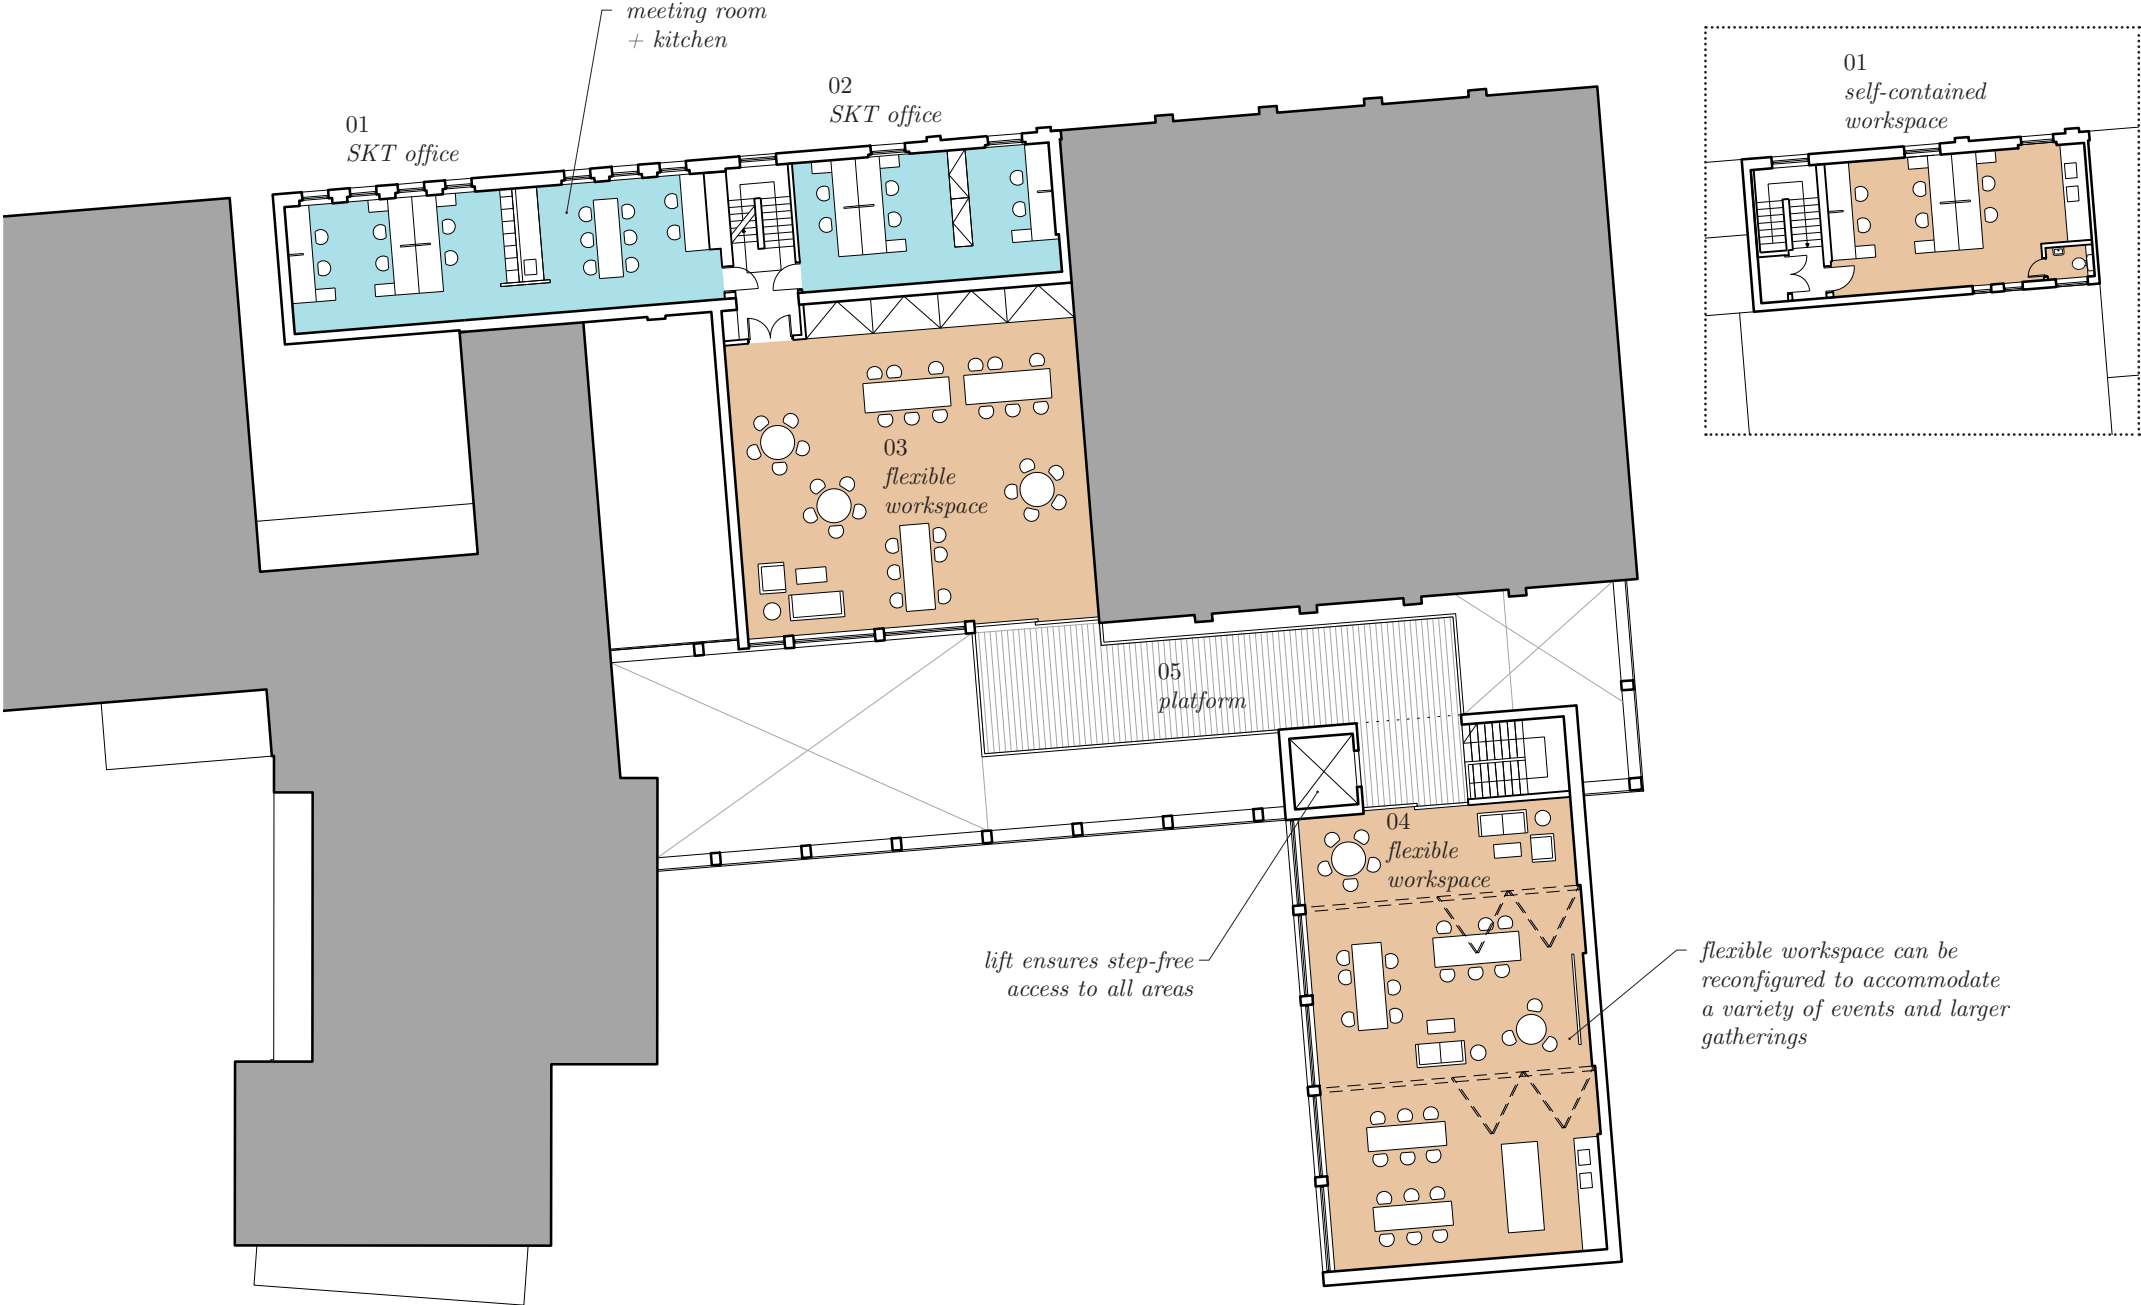 meeting room
+ kitchen
01
SKT office
02
SKT office
01
self-contained
workspace
03
flexible
workspace
05
platform
04
flexible
workspace
lift ensures step-free
access to all areas
flexible workspace can be
reconfigured to accommodate
a variety of events and larger
gatherings